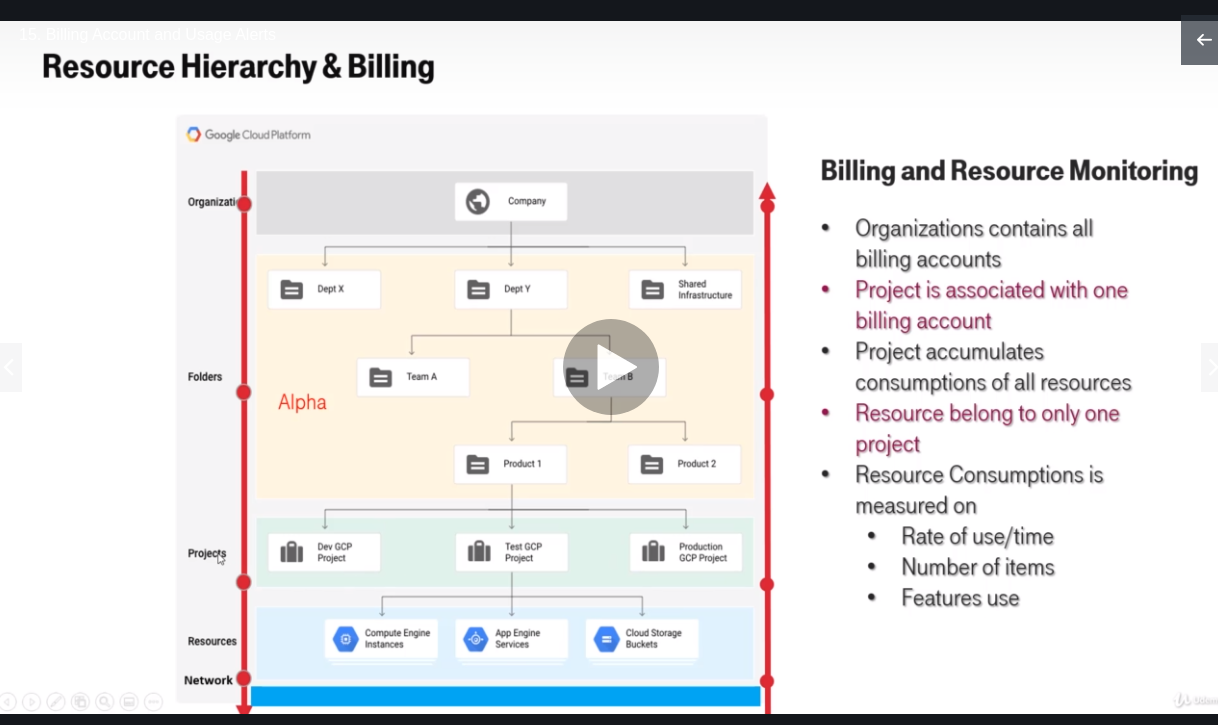 15. Billing Account and Usage Alerts
Resource Hierarchy & Billing
Google Cloud Platform
Organizati
Company
Dept X
Dept Y
Shared
Infrastructure
Folders
Team A
Team B
Alpha
Product 1
Product 2
Projects
Dev GCP
Project
Test GCP
Project
Production
GCP Project
Resources
Compute Engine
Instances
App Engine
Services
Cloud Storage
Buckets
Network
Billing and Resource Monitoring
• Organizations contains all
billing accounts
• Project is associated with one
billing account
• Project accumulates
consumptions of all resources
• Resource belong to only one
project
• Resource Consumptions is
measured on
• Rate of use/time
• Number of items
• Features use